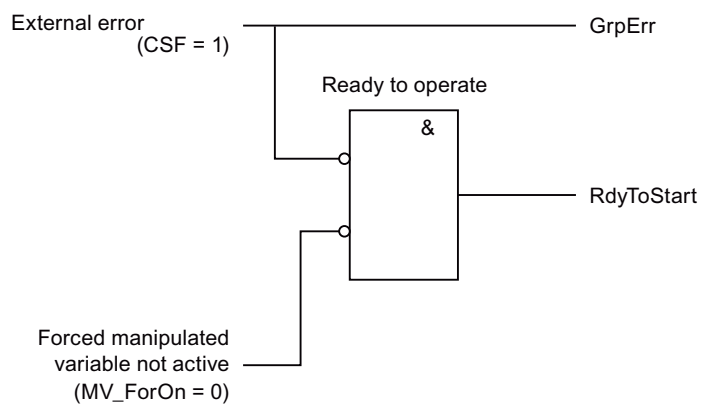 External error
(CSF = 1)
GrpErr
Ready to operate
&
RdyToStart
Forced manipulated
variable not active
(MV_ForOn = 0)